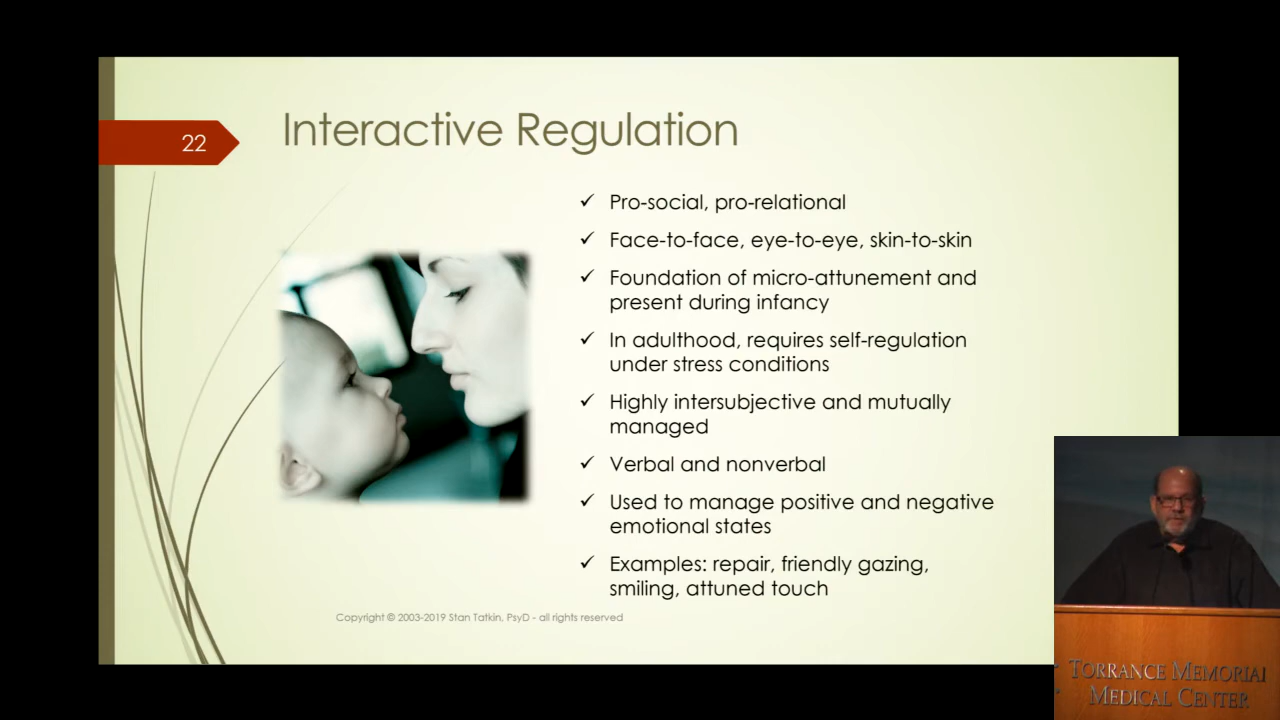 22
Interactive Regulation
✓ Pro-social, pro-relational
✓ Face-to-face, eye-to-eye, skin-to-skin
✓ Foundation of micro-attunement and
present during infancy
✓ In adulthood, requires self-regulation
under stress conditions
✓ Highly intersubjective and mutually
managed
✓ Verbal and nonverbal
✓ Used to manage positive and negative
emotional states
✓ Examples: repair, friendly gazing,
smiling, attuned touch
Copyright © 2003-2019 Stan Tatkin, PsyD - all rights reserved
TORRANCE MEMORIAL
MEDICAL CENTER